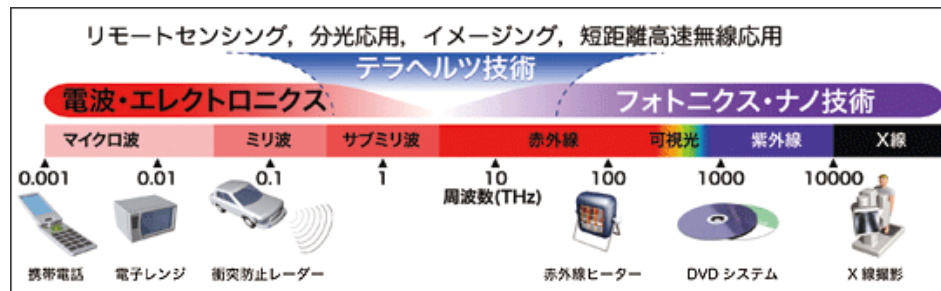 リモートセンシング, 分光応用, イメージング, 短距離高速無線応用
テラヘルツ技術
電波・エレクトロニクス
フォトニクス・ナノ技術
マイクロ波 ミリ波 サブミリ波 赤外線 可視光 紫外線 X線
0.001 0.01 0.1 1 10 100 1000 10000
周波数(THz)
携帯電話 電子レンジ 衝突防止レーダー 赤外線ヒーター DVDシステム X線撮影